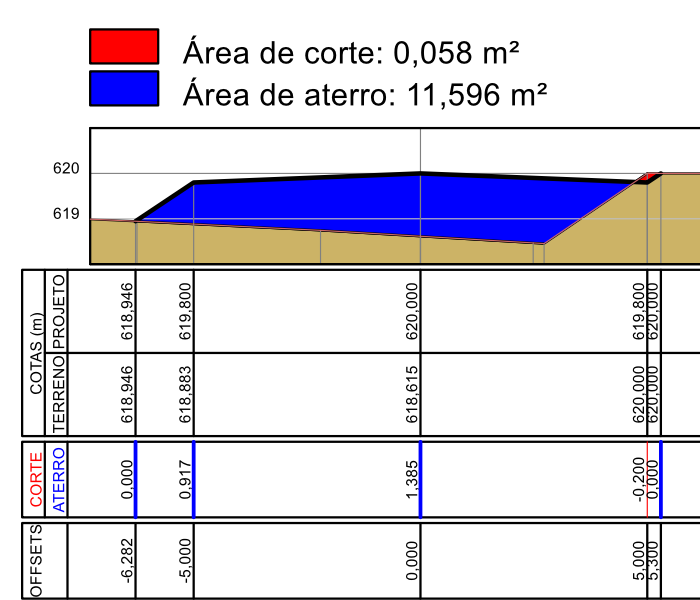 Área de corte: 0,058 m²
Área de aterro: 11,596 m²
620
619
COTAS (m)
PROJETO
618,946
619,800
620,000
619,800
620,000
TERRENO
618,946
618,883
618,615
620,000
620,000
CORTE
ATERRO
0,000
0,917
1,385
-0,200
0,000
OFFSETS
-6,282
-5,000
0,000
5,000
5,300